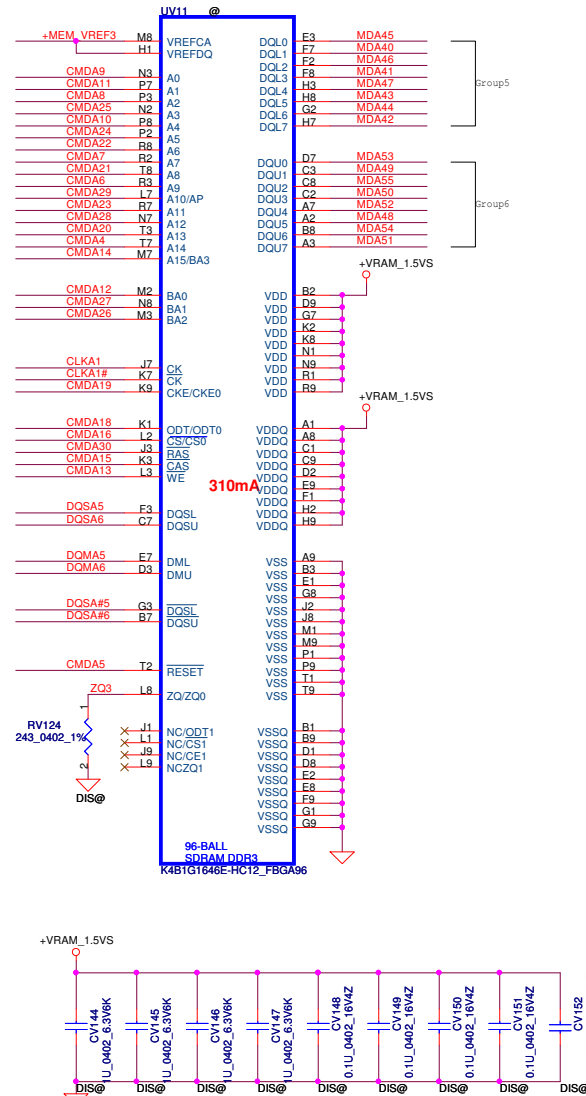 UV11 @
+MEM_VREF3 M8 VREFCA DQL0 E3 MDA45
H1 VREFDQ DQL1 F7 MDA40
DQL2 F2 MDA46
CMDA9 N3 A0 DQL3 F8 MDA41
CMDA11 P7 A1 DQL4 H3 MDA47 Group5
CMDA8 P3 A2 DQL5 H8 MDA43
CMDA25 N2 A3 DQL6 G2 MDA44
CMDA10 P8 A4 DQL7 H7 MDA42
CMDA24 P2 A5
CMDA22 R8 A6
CMDA7 R2 A7 DQU0 D7 MDA53
CMDA21 T8 A8 DQU1 C3 MDA49
CMDA6 R3 A9 DQU2 C8 MDA55
CMDA29 L7 A10/AP DQU3 C2 MDA50
CMDA23 R7 A11 DQU4 A7 MDA52 Group6
CMDA28 N7 A12 DQU5 A2 MDA48
CMDA20 T3 A13 DQU6 B8 MDA54
CMDA4 T7 A14 DQU7 A3 MDA51
CMDA14 M7 A15/BA3
+VRAM_1.5VS
CMDA12 M2 BA0 VDD B2
CMDA27 N8 BA1 VDD D9
CMDA26 M3 BA2 VDD G7
VDD K2
VDD K8
VDD N1
CLKA1 J7 CK VDD N9
CLKA1# K7 CK VDD R1
CMDA19 K9 CKE/CKE0 VDD R9
+VRAM_1.5VS
CMDA18 K1 ODT/ODT0 VDDQ A1
CMDA16 L2 CS/CS0 VDDQ A8
CMDA30 J3 RAS VDDQ C1
CMDA15 K3 CAS VDDQ C9
CMDA13 L3 WE VDDQ D2
310mA VDDQ E9
VDDQ F1
DQSA5 F3 DQSL VDDQ H2
DQSA6 C7 DQSU VDDQ H9
DQMA5 E7 DML VSS A9
DQMA6 D3 DMU VSS B3
VSS E1
VSS G8
DQSA#5 G3 DQSL VSS J2
DQSA#6 B7 DQSU VSS J8
VSS M1
VSS M9
VSS P1
CMDA5 T2 RESET VSS P9
VSS T1
ZQ3 L8 ZQ/ZQ0 VSS T9
1
RV124
243_0402_1%
2
DIS@
J1 NC/ODT1 VSSQ B1
L1 NC/CS1 VSSQ B9
J9 NC/CE1 VSSQ D1
L9 NCZQ1 VSSQ D8
VSSQ E2
VSSQ E8
VSSQ F9
VSSQ G1
VSSQ G9
96-BALL
SDRAM DDR3
K4B1G1646E-HC12_FBGA96
+VRAM_1.5VS
CV144
1U_0402_6.3V6K
DIS@
CV145
1U_0402_6.3V6K
DIS@
CV146
1U_0402_6.3V6K
DIS@
CV147
1U_0402_6.3V6K
DIS@
CV148
0.1U_0402_16V4Z
DIS@
CV149
0.1U_0402_16V4Z
DIS@
CV150
0.1U_0402_16V4Z
DIS@
CV151
0.1U_0402_16V4Z
DIS@
CV152
DIS@